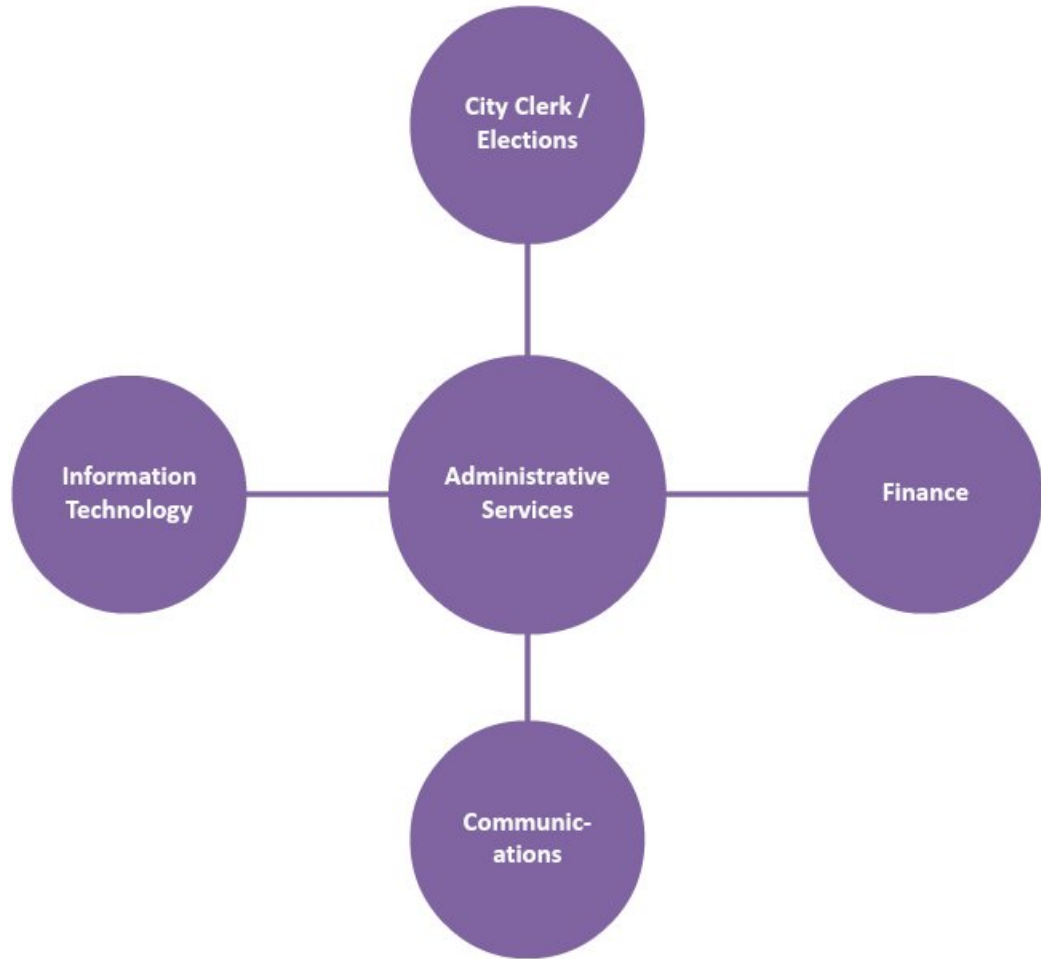 City Clerk /
Elections
Information
Technology
Administrative
Services
Finance
Communic-
ations